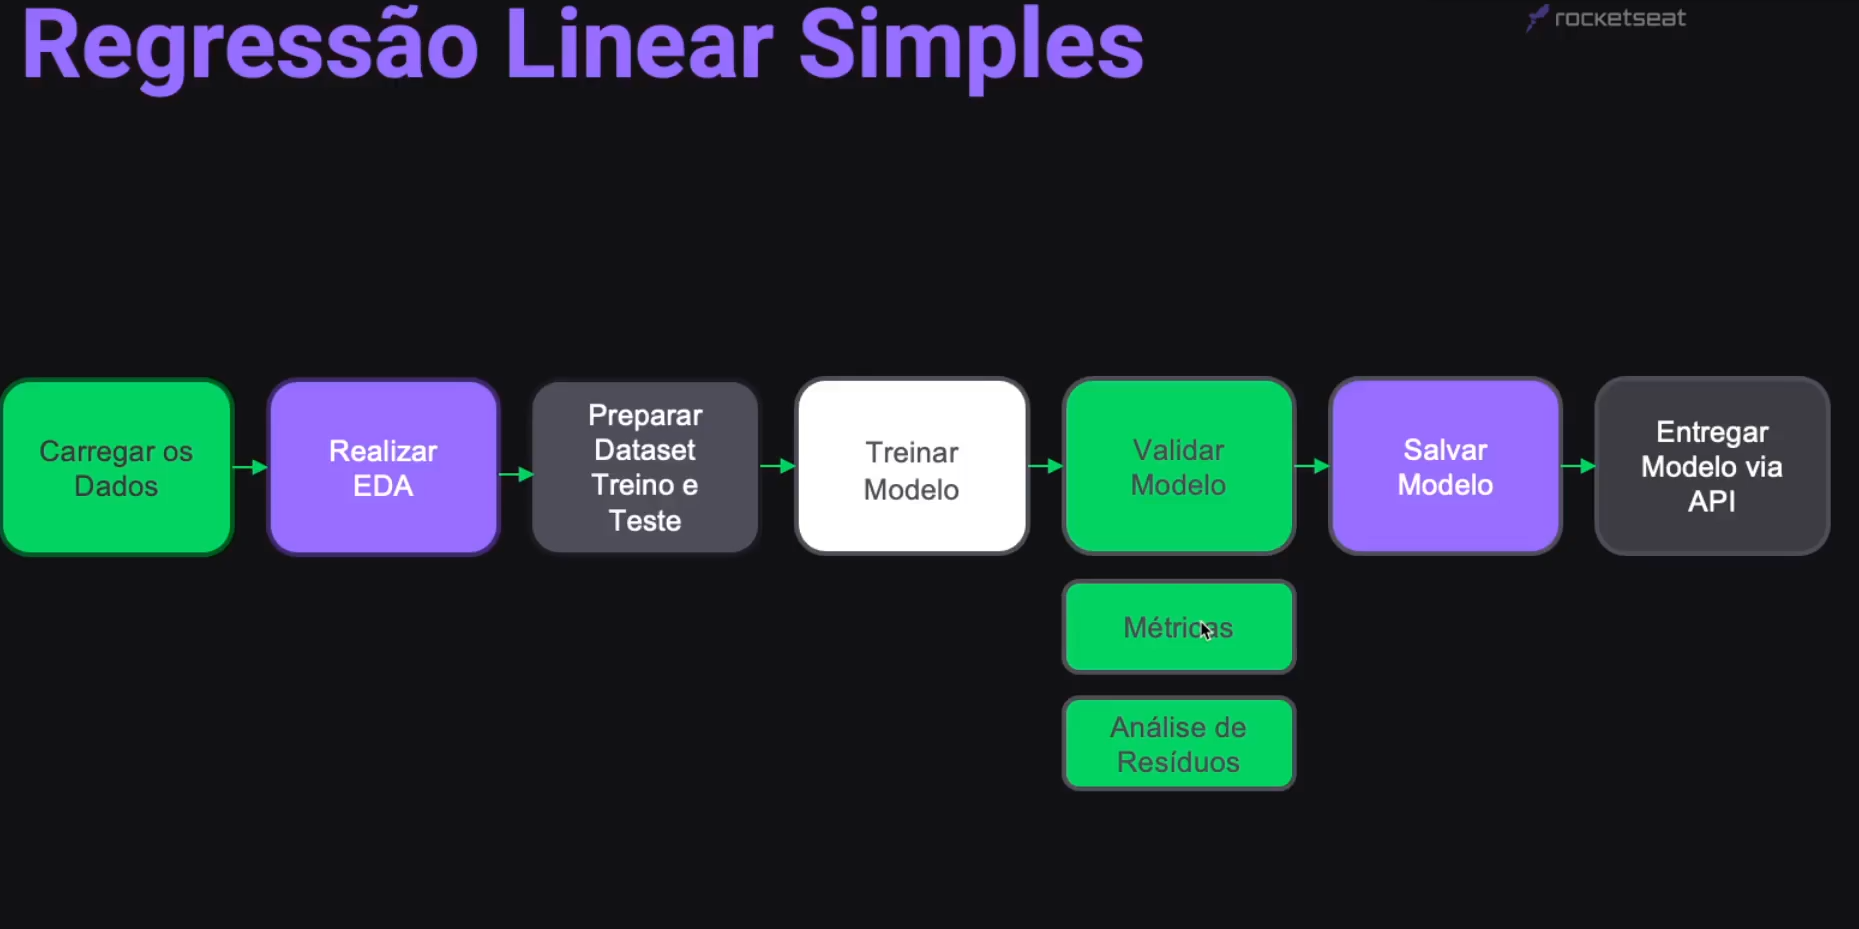 Regressão Linear Simples
rocketseat
Carregar os
Dados
Realizar
EDA
Preparar
Dataset
Treino e
Teste
Treinar
Modelo
Validar
Modelo
Salvar
Modelo
Entregar
Modelo via
API
Métricas
Análise de
Resíduos